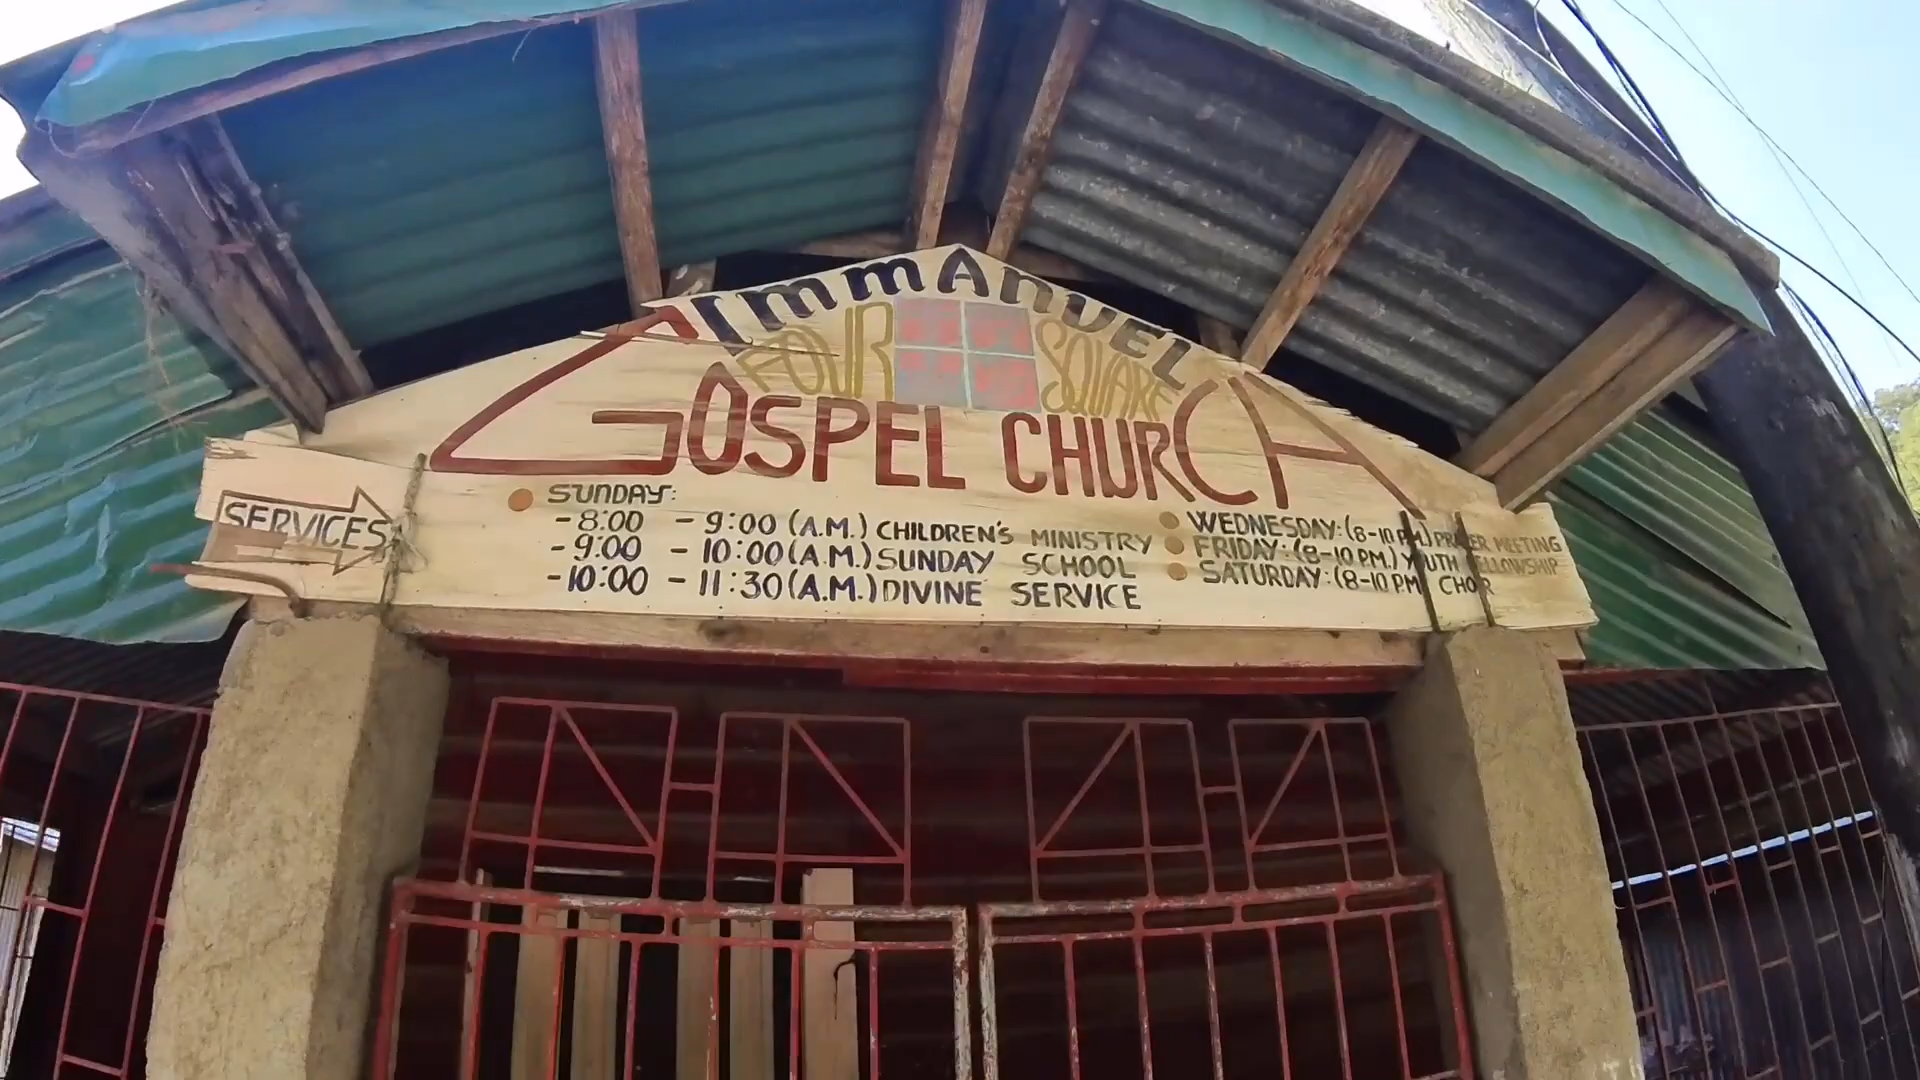 IMMANUEL
FOUR SQUARE
GOSPEL CHURCH
SERVICES
SUNDAY:
-8:00 - 9:00 (A.M.) CHILDREN'S MINISTRY
-9:00 - 10:00 (A.M.) SUNDAY SCHOOL
-10:00 - 11:30 (A.M.) DIVINE SERVICE
WEDNESDAY: (8-10 P.M.) PRAYER MEETING
FRIDAY: (8-10 P.M.) YOUTH FELLOWSHIP
SATURDAY: (8-10 PM) CHOIR